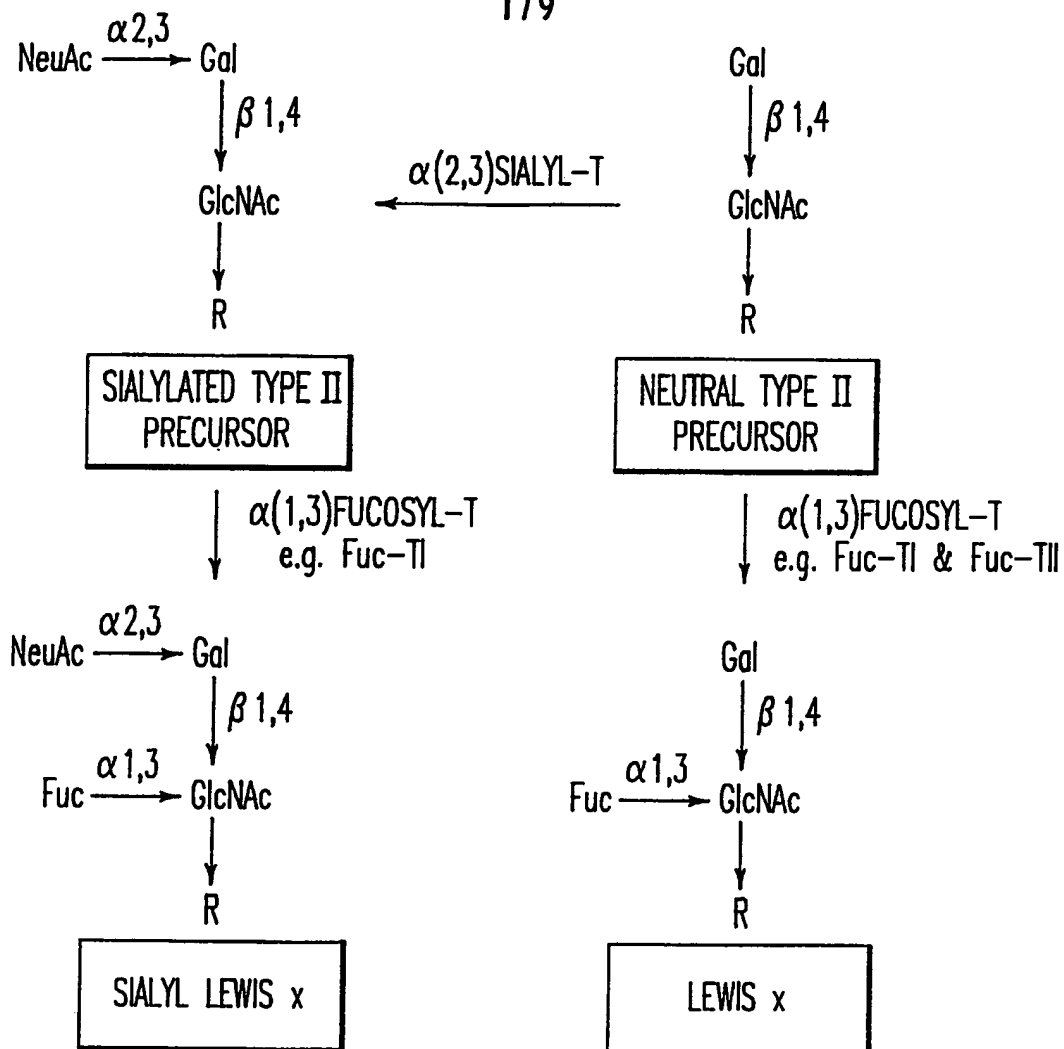 1/9
NeuAc α2,3 Gal
β 1,4
GlcNAc
R
SIALYLATED TYPE II
PRECURSOR
α(2,3)SIALYL-T
Gal
β 1,4
GlcNAc
R
NEUTRAL TYPE II
PRECURSOR
α(1,3)FUCOSYL-T
e.g. Fuc-TI
α(1,3)FUCOSYL-T
e.g. Fuc-TI & Fuc-TII
NeuAc α2,3 Gal
β 1,4
Fuc α1,3 GlcNAc
R
SIALYL LEWIS x
Gal
β 1,4
Fuc α1,3 GlcNAc
R
LEWIS x